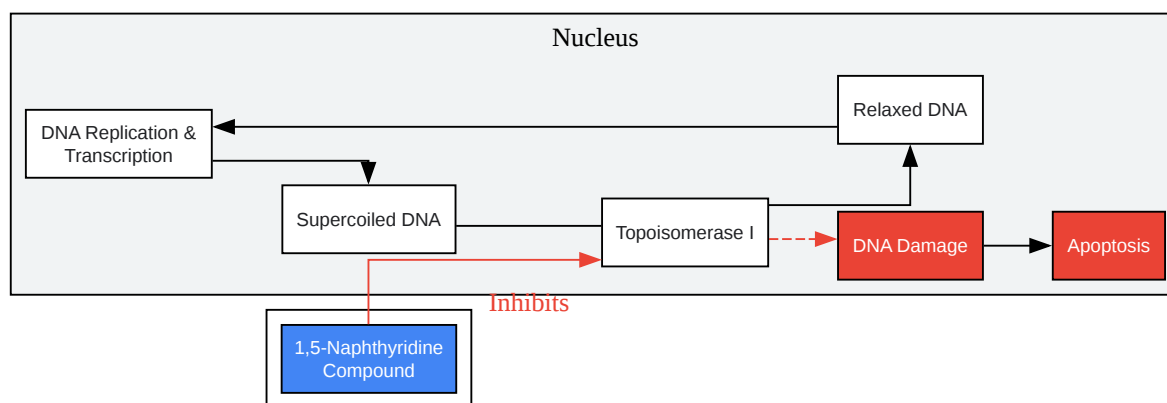 Nucleus
Relaxed DNA
DNA Replication &
Transcription
Supercoiled DNA
Topoisomerase I
DNA Damage
Apoptosis
Inhibits
1,5-Naphthyridine
Compound